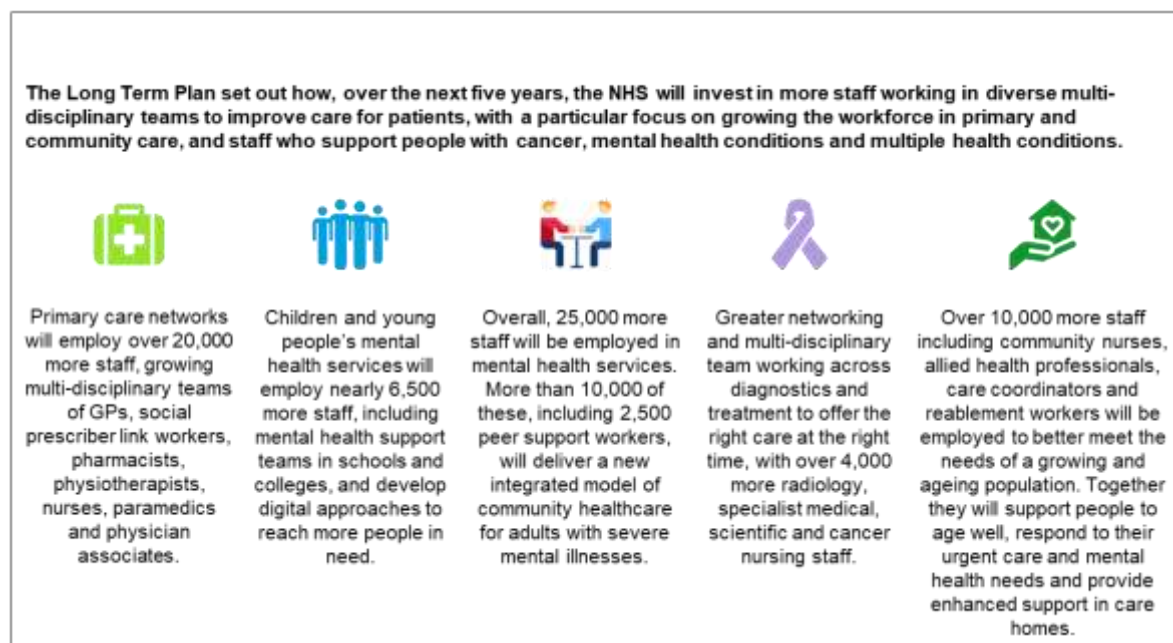 The Long Term Plan set out how, over the next five years, the NHS will invest in more staff working in diverse multi-
disciplinary teams to improve care for patients, with a particular focus on growing the workforce in primary and
community care, and staff who support people with cancer, mental health conditions and multiple health conditions.
Primary care networks
will employ over 20,000
more staff, growing
multi-disciplinary teams
of GPs, social
prescriber link workers,
pharmacists,
physiotherapists,
nurses, paramedics
and physician
associates.
Children and young
people's mental
health services will
employ nearly 6,500
more staff, including
mental health support
teams in schools and
colleges, and develop
digital approaches to
reach more people in
need.
Overall, 25,000 more
staff will be employed in
mental health services.
More than 10,000 of
these, including 2,500
peer support workers,
will deliver a new
integrated model of
community healthcare
for adults with severe
mental illnesses.
Greater networking
and multi-disciplinary
team working across
diagnostics and
treatment to offer the
right care at the right
time, with over 4,000
more radiology,
specialist medical,
scientific and cancer
nursing staff.
Over 10,000 more staff
including community nurses,
allied health professionals,
care coordinators and
reablement workers will be
employed to better meet the
needs of a growing and
ageing population. Together
they will support people to
age well, respond to their
urgent care and mental
health needs and provide
enhanced support in care
homes.